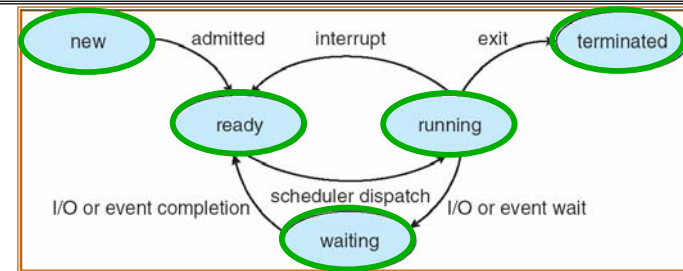 new admitted interrupt exit terminated
ready running
scheduler dispatch
I/O or event completion I/O or event wait
waiting